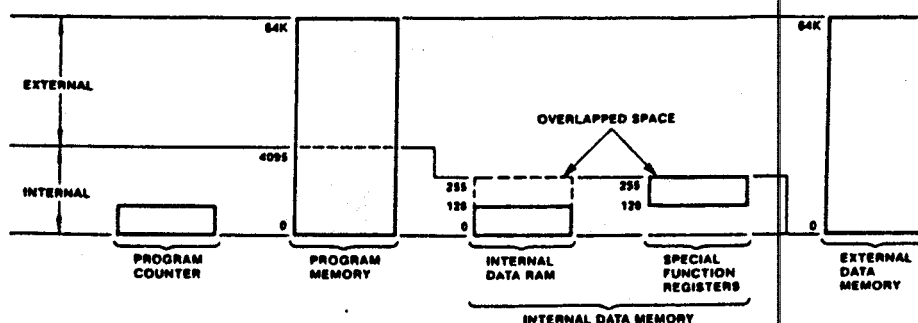 64K
64K
EXTERNAL
OVERLAPPED SPACE
4095
INTERNAL
255
255
128
128
0
0
0
PROGRAM
COUNTER
PROGRAM
MEMORY
INTERNAL
DATA RAM
SPECIAL
FUNCTION
REGISTERS
EXTERNAL
DATA
MEMORY
INTERNAL DATA MEMORY